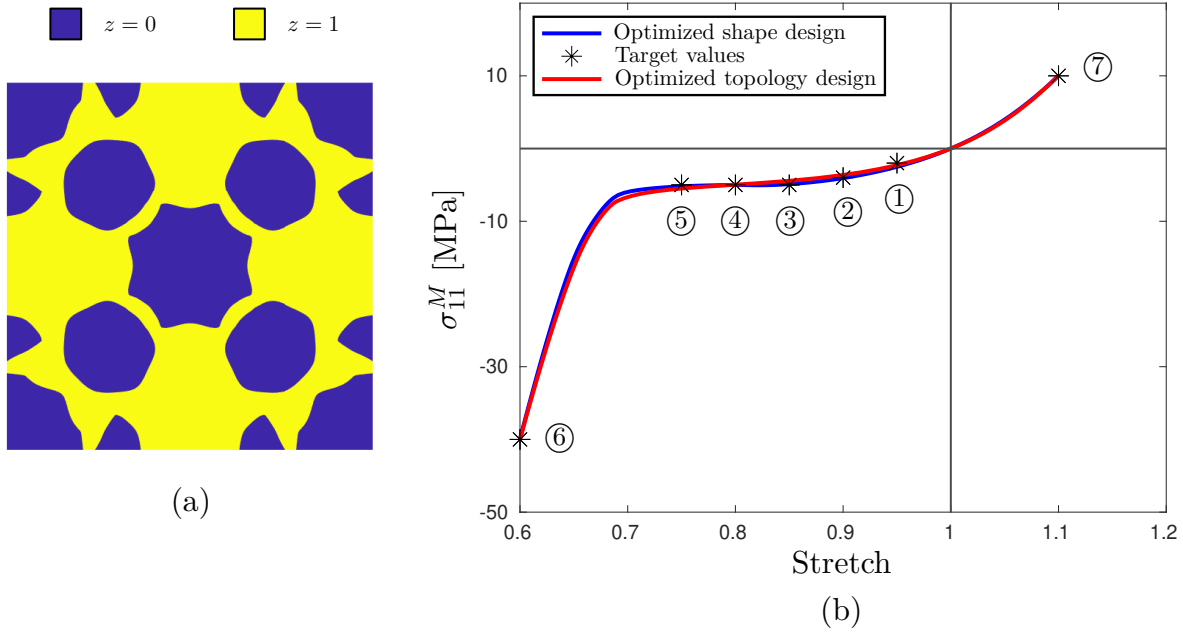 z = 0
z = 1
(a)
Optimized shape design
Target values
Optimized topology design
10
-10
-30
-50
σ₁₁ᴹ [MPa]
⑦
①
②
③
④
⑤
⑥
0.6
0.7
0.8
0.9
1
1.1
1.2
Stretch
(b)